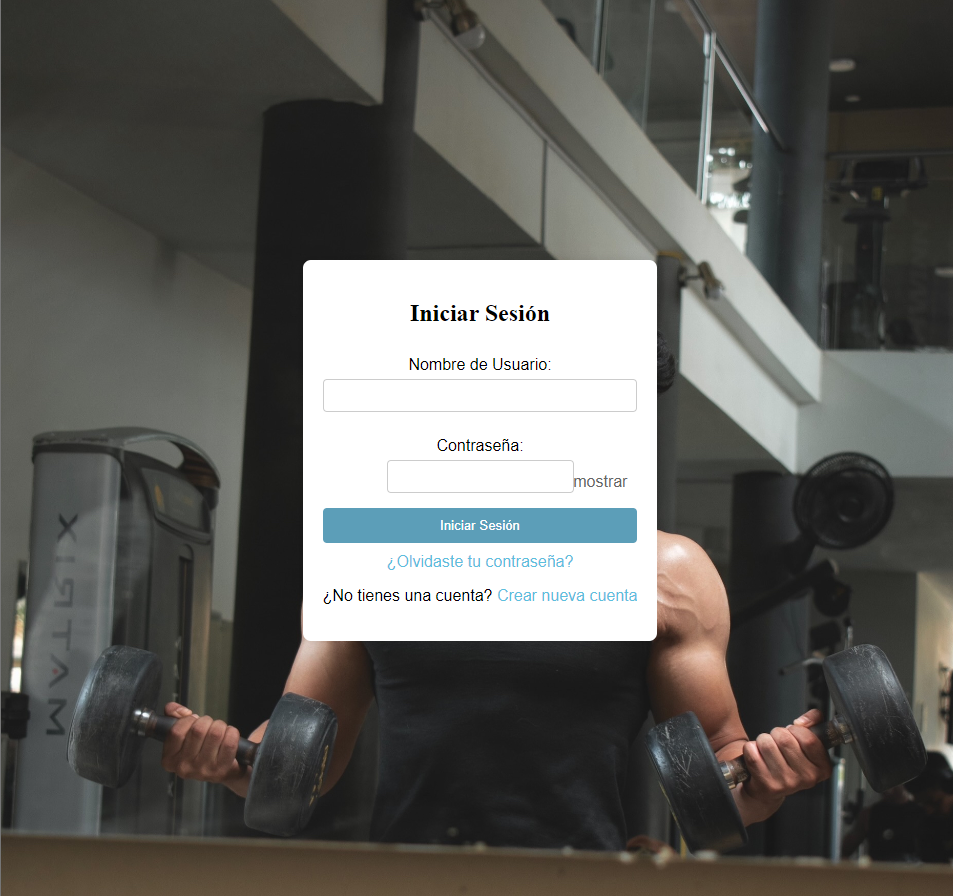 Iniciar Sesión
Nombre de Usuario:
Contraseña:
mostrar
Iniciar Sesión
¿Olvidaste tu contraseña?
¿No tienes una cuenta? Crear nueva cuenta
MATRIX